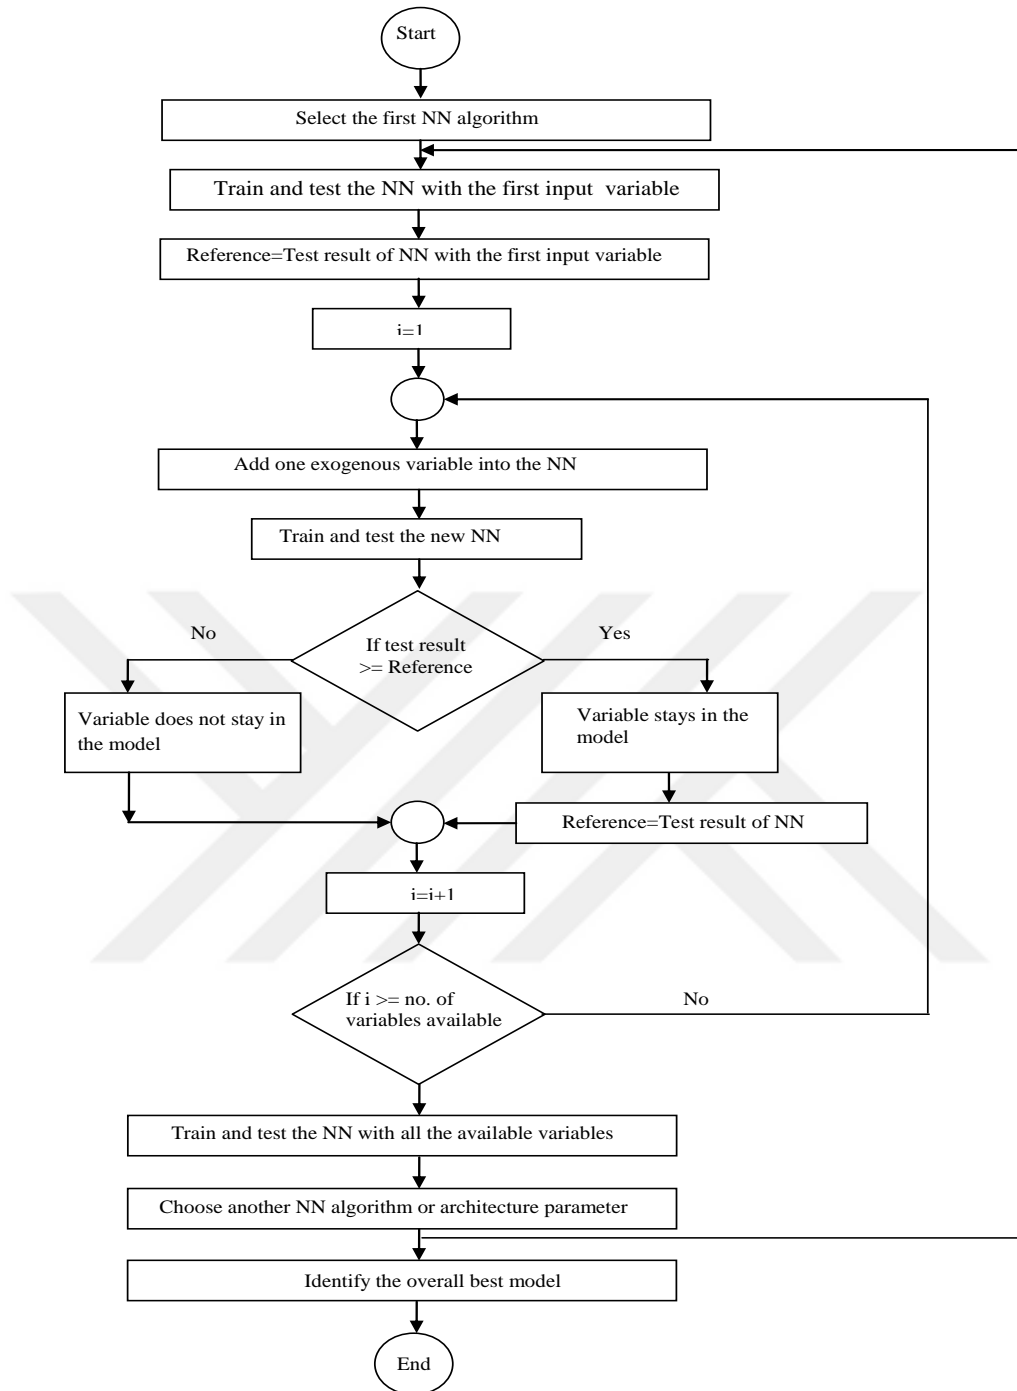 Start
Select the first NN algorithm
Train and test the NN with the first input variable
Reference=Test result of NN with the first input variable
i=1
Add one exogenous variable into the NN
Train and test the new NN
No
If test result
>= Reference
Yes
Variable does not stay in
the model
Variable stays in the
model
Reference=Test result of NN
i=i+1
If i >= no. of
variables available
No
Train and test the NN with all the available variables
Choose another NN algorithm or architecture parameter
Identify the overall best model
End